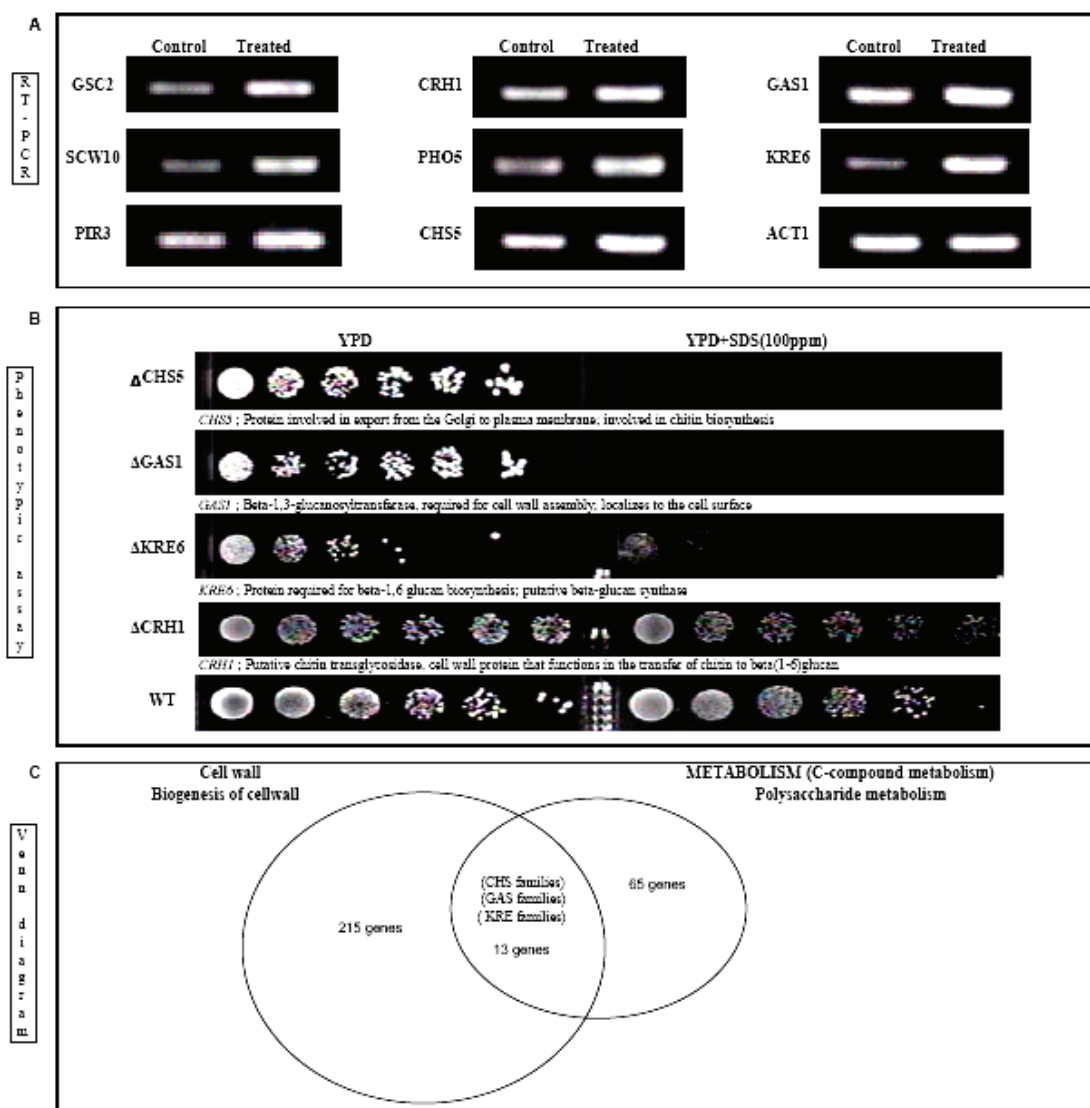 A
RT-PCR
Control Treated
Control Treated
Control Treated
GSC2
CRH1
GAS1
SCW10
PHO5
KRE6
PIR3
CHS5
ACT1
B
Phenotypic assay
YPD
YPD+SDS(100ppm)
ΔCHS5
CHS5 ; Protein involved in export from the Golgi to plasma membrane; involved in chitin biosynthesis
ΔGAS1
GAS1 ; Beta-1,3-glucanosyltransferase, required for cell wall assembly; localizes to the cell surface
ΔKRE6
KRE6 ; Protein required for beta-1,6 glucan biosynthesis; putative beta-glucan synthase
ΔCRH1
CRH1 ; Putative chitin transglycosidase, cell wall protein that functions in the transfer of chitin to beta(1-6)glucan
WT
C
Venn diagram
Cell wall
Biogenesis of cellwall
METABOLISM (C-compound metabolism)
Polysaccharide metabolism
(CHS families)
(GAS families)
( KRE families)
215 genes
13 genes
65 genes